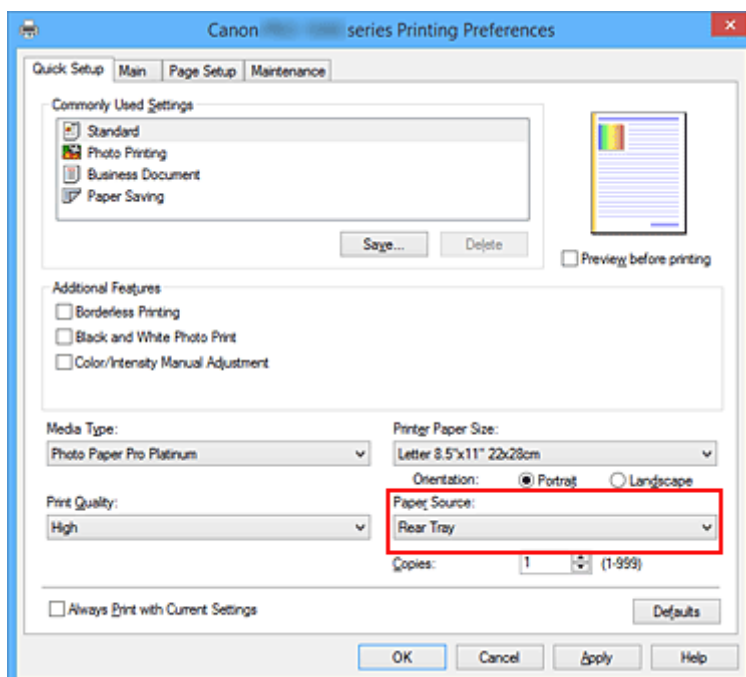 Canon series Printing Preferences
Quick Setup Main Page Setup Maintenance
Commonly Used Settings
Standard
Photo Printing
Business Document
Paper Saving
Save... Delete
Preview before printing
Additional Features
Borderless Printing
Black and White Photo Print
Color/Intensity Manual Adjustment
Media Type: Printer Paper Size:
Photo Paper Pro Platinum Letter 8.5"x11" 22x28cm
Orientation: Portrait Landscape
Print Quality: Paper Source:
High Rear Tray
Copies: 1 (1-999)
Always Print with Current Settings Defaults
OK Cancel Apply Help